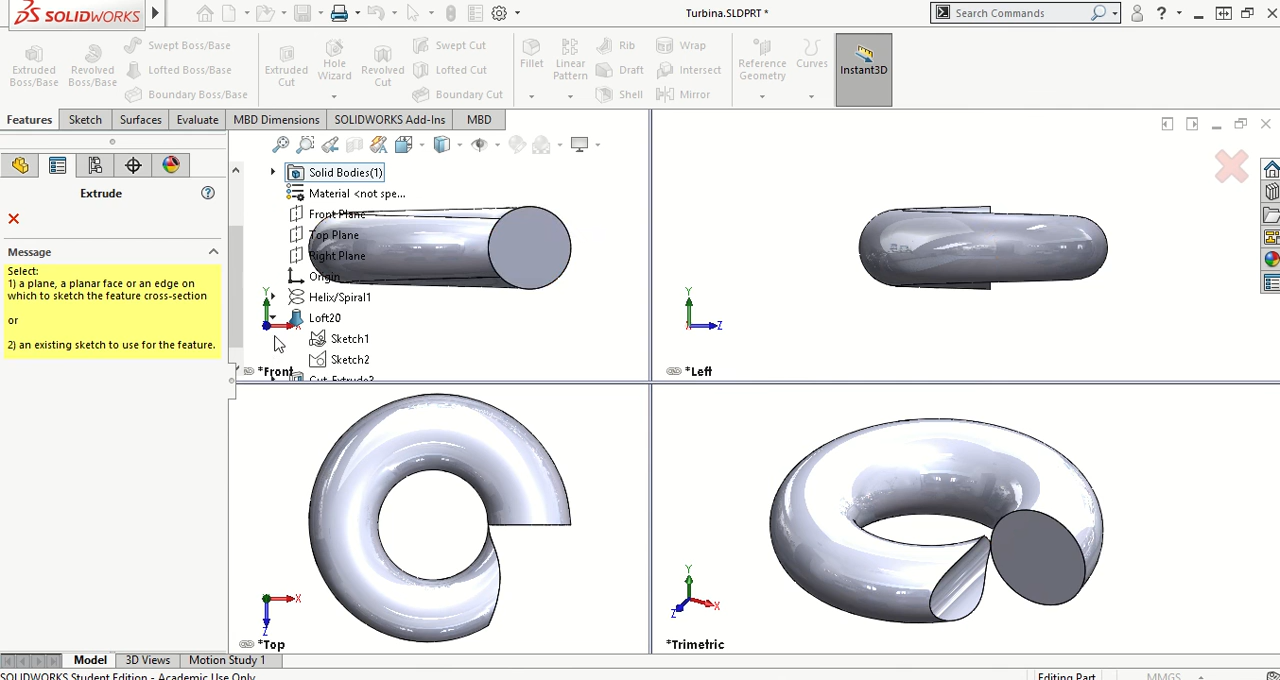 SOLIDWORKS
Turbina.SLDPRT *
Search Commands
?
Extruded Boss/Base
Revolved Boss/Base
Swept Boss/Base
Lofted Boss/Base
Boundary Boss/Base
Extruded Cut
Hole Wizard
Revolved Cut
Swept Cut
Lofted Cut
Boundary Cut
Fillet
Linear Pattern
Rib
Draft
Shell
Wrap
Intersect
Mirror
Reference Geometry
Curves
Instant3D
Features Sketch Surfaces Evaluate MBD Dimensions SOLIDWORKS Add-Ins MBD
Extrude
?
Message
Select:
1) a plane, a planar face or an edge on
which to sketch the feature cross-section
or
2) an existing sketch to use for the feature.
Solid Bodies(1)
Material <not spe...
Front Plane
Top Plane
Right Plane
Origin
Helix/Spiral1
Loft20
Sketch1
Sketch2
Cut-Extrude2
Y
X
*Front
Y
Z
*Left
X
Z
*Top
Y
X
Z
*Trimetric
Model 3D Views Motion Study 1
SOLIDWORKS Student Edition - Academic Use Only
Editing Part
MMGS